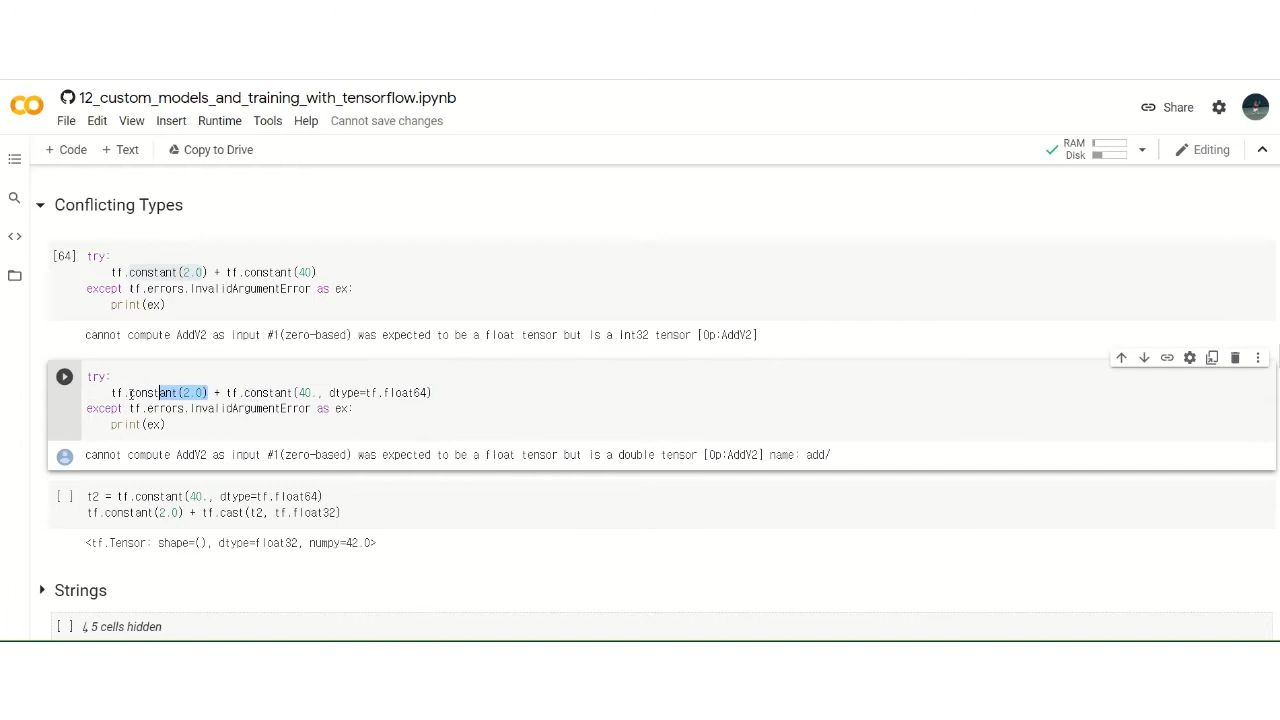 12_custom_models_and_training_with_tensorflow.ipynb
Share
File Edit View Insert Runtime Tools Help Cannot save changes
+ Code + Text Copy to Drive
RAM
Disk
Editing
Conflicting Types
[64] try:
tf.constant(2.0) + tf.constant(40)
except tf.errors.InvalidArgumentError as ex:
print(ex)
cannot compute AddV2 as input #1(zero-based) was expected to be a float tensor but is a int32 tensor [Op:AddV2]
try:
tf.constant(2.0) + tf.constant(40., dtype=tf.float64)
except tf.errors.InvalidArgumentError as ex:
print(ex)
cannot compute AddV2 as input #1(zero-based) was expected to be a float tensor but is a double tensor [Op:AddV2] name: add/
[ ] t2 = tf.constant(40., dtype=tf.float64)
tf.constant(2.0) + tf.cast(t2, tf.float32)
<tf.Tensor: shape=(), dtype=float32, numpy=42.0>
Strings
[ ] ↳ 5 cells hidden